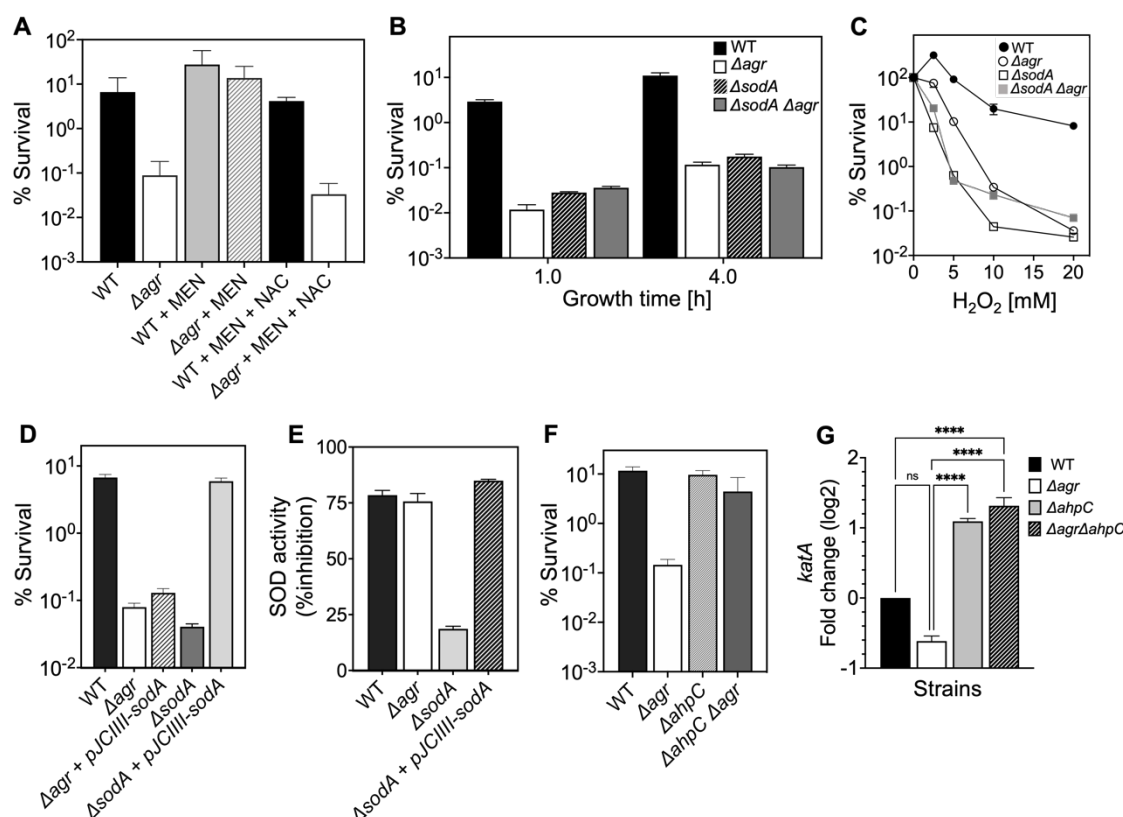 A
% Survival
10²
10¹
10⁰
10⁻¹
10⁻²
10⁻³
WT
Δagr
WT + MEN
Δagr + MEN
WT + MEN + NAC
Δagr + MEN + NAC
B
% Survival
10²
10¹
10⁰
10⁻¹
10⁻²
10⁻³
1.0
4.0
Growth time [h]
WT
Δagr
ΔsodA
ΔsodA Δagr
C
% Survival
10²
10¹
10⁰
10⁻¹
10⁻²
0
5
10
20
H₂O₂ [mM]
WT
Δagr
ΔsodA
ΔsodA Δagr
D
% Survival
10¹
10⁰
10⁻¹
10⁻²
WT
Δagr
Δagr + pJCIIII-sodA
ΔsodA
ΔsodA + pJCIIII-sodA
E
SOD activity
(%inhibition)
100
75
25
0
WT
Δagr
ΔsodA
ΔsodA + pJCIIII-sodA
F
% Survival
10²
10¹
10⁰
10⁻¹
10⁻²
10⁻³
WT
Δagr
ΔahpC
ΔahpC Δagr
G
katA
Fold change (log2)
2
1
0
-1
ns
****
****
****
Strains
WT
Δagr
ΔahpC
ΔagrΔahpC